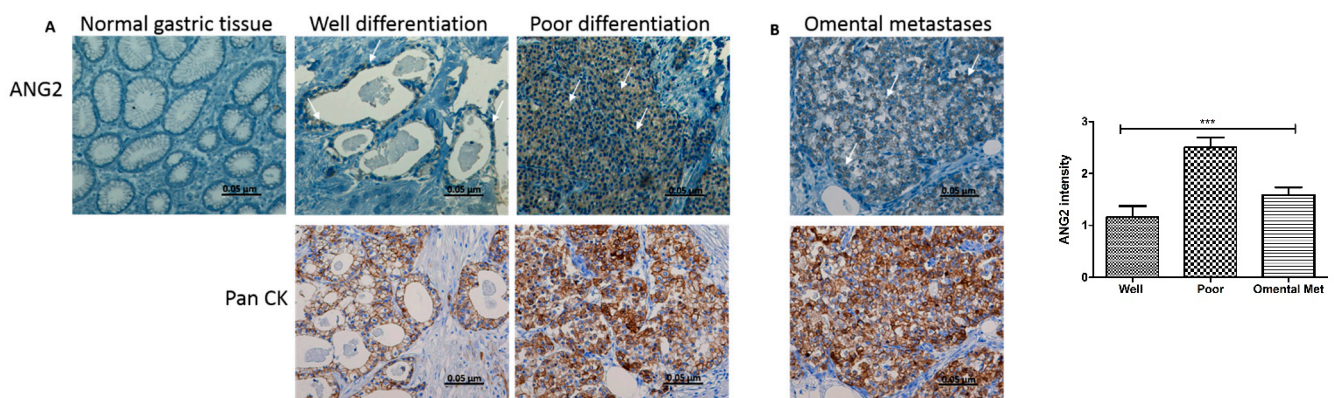 A
Normal gastric tissue
Well differentiation
Poor differentiation
B
Omental metastases
ANG2
0.05 µm
0.05 µm
0.05 µm
0.05 µm
Pan CK
0.05 µm
0.05 µm
0.05 µm
ANG2 intensity
3
2
1
0
***
Well
Poor
Omental Met